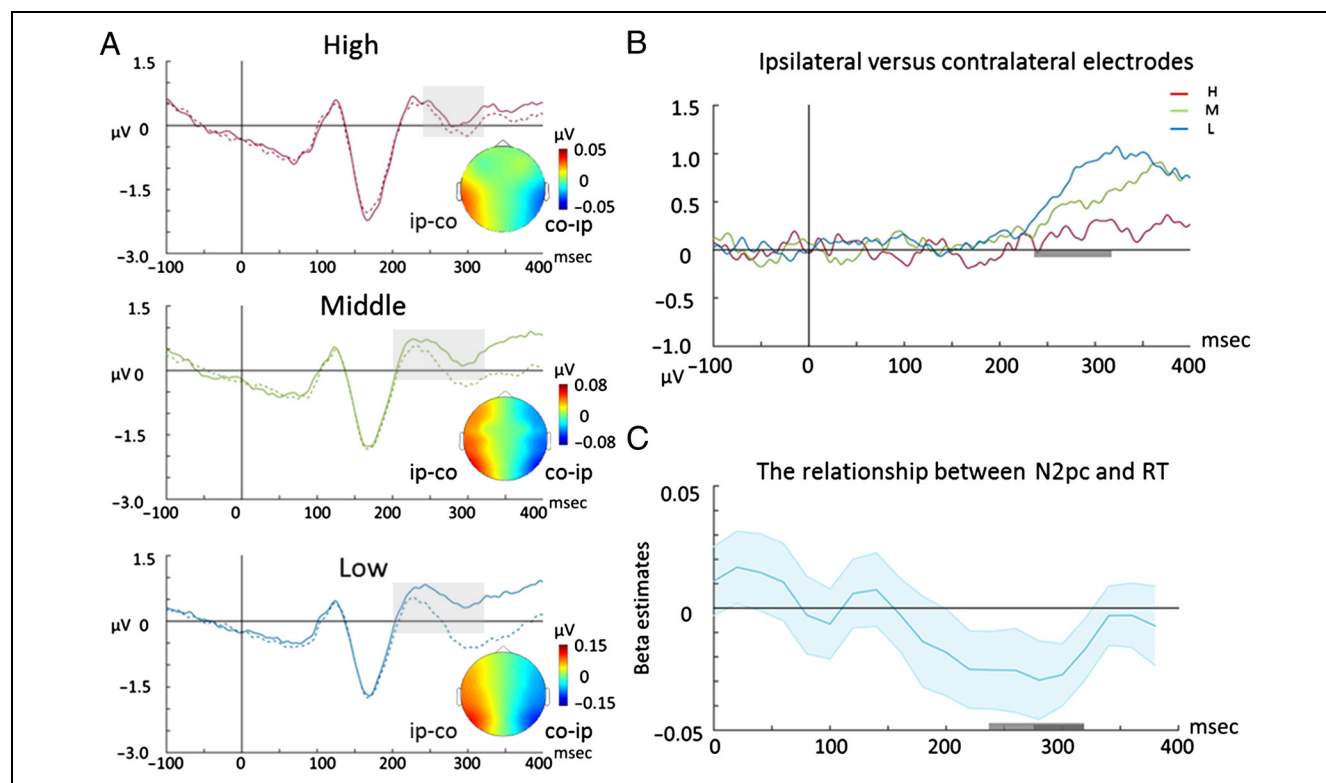 A
High
1.5
μV 0
−1.5
−3.0
μV
0.05
0
−0.05
ip-co
co-ip
−100 0 100 200 300 400 msec
Middle
1.5
μV 0
−1.5
−3.0
μV
0.08
0
−0.08
ip-co
co-ip
−100 0 100 200 300 400 msec
Low
1.5
μV 0
−1.5
−3.0
μV
0.15
0
−0.15
ip-co
co-ip
−100 0 100 200 300 400 msec
B
Ipsilateral versus contralateral electrodes
H
M
L
1.5
1.0
0.5
0
−0.5
−1.0
μV
−100 0 100 200 300 400
msec
C
The relationship between N2pc and RT
0.05
0
−0.05
Beta estimates
0 100 200 300 400
msec